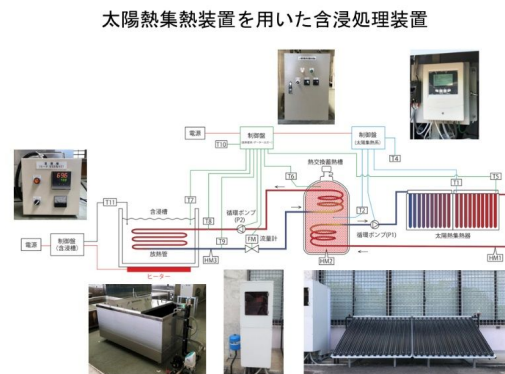 太陽熱集熱装置を用いた含浸処理装置
電源
制御盤
T10
制御盤
(太陽集熱系)
T4
熱交換蓄熱槽
T6
T11
T7
含浸槽
循環ポンプ
(P2)
T8
T2
T1
T5
FM
流量計
循環ポンプ(P1)
太陽熱集熱器
電源
制御盤
(含浸槽)
放熱管
T9
HM3
HM2
HM1
ヒーター